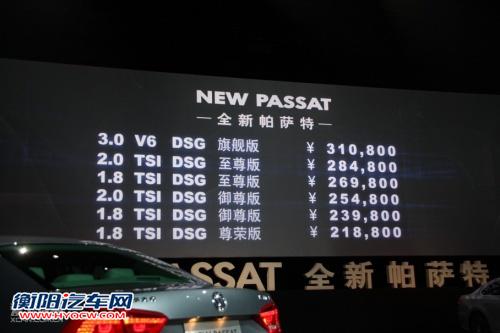 NEW PASSAT
全新帕萨特
3.0 V6 DSG 旗舰版 ¥ 310,800
2.0 TSI DSG 至尊版 ¥ 284,800
1.8 TSI DSG 至尊版 ¥ 269,800
2.0 TSI DSG 御尊版 ¥ 254,800
1.8 TSI DSG 御尊版 ¥ 239,800
1.8 TSI DSG 尊荣版 ¥ 218,800
PASSAT 全新帕萨特
衡阳汽车网
WWW.HYQCW.COM